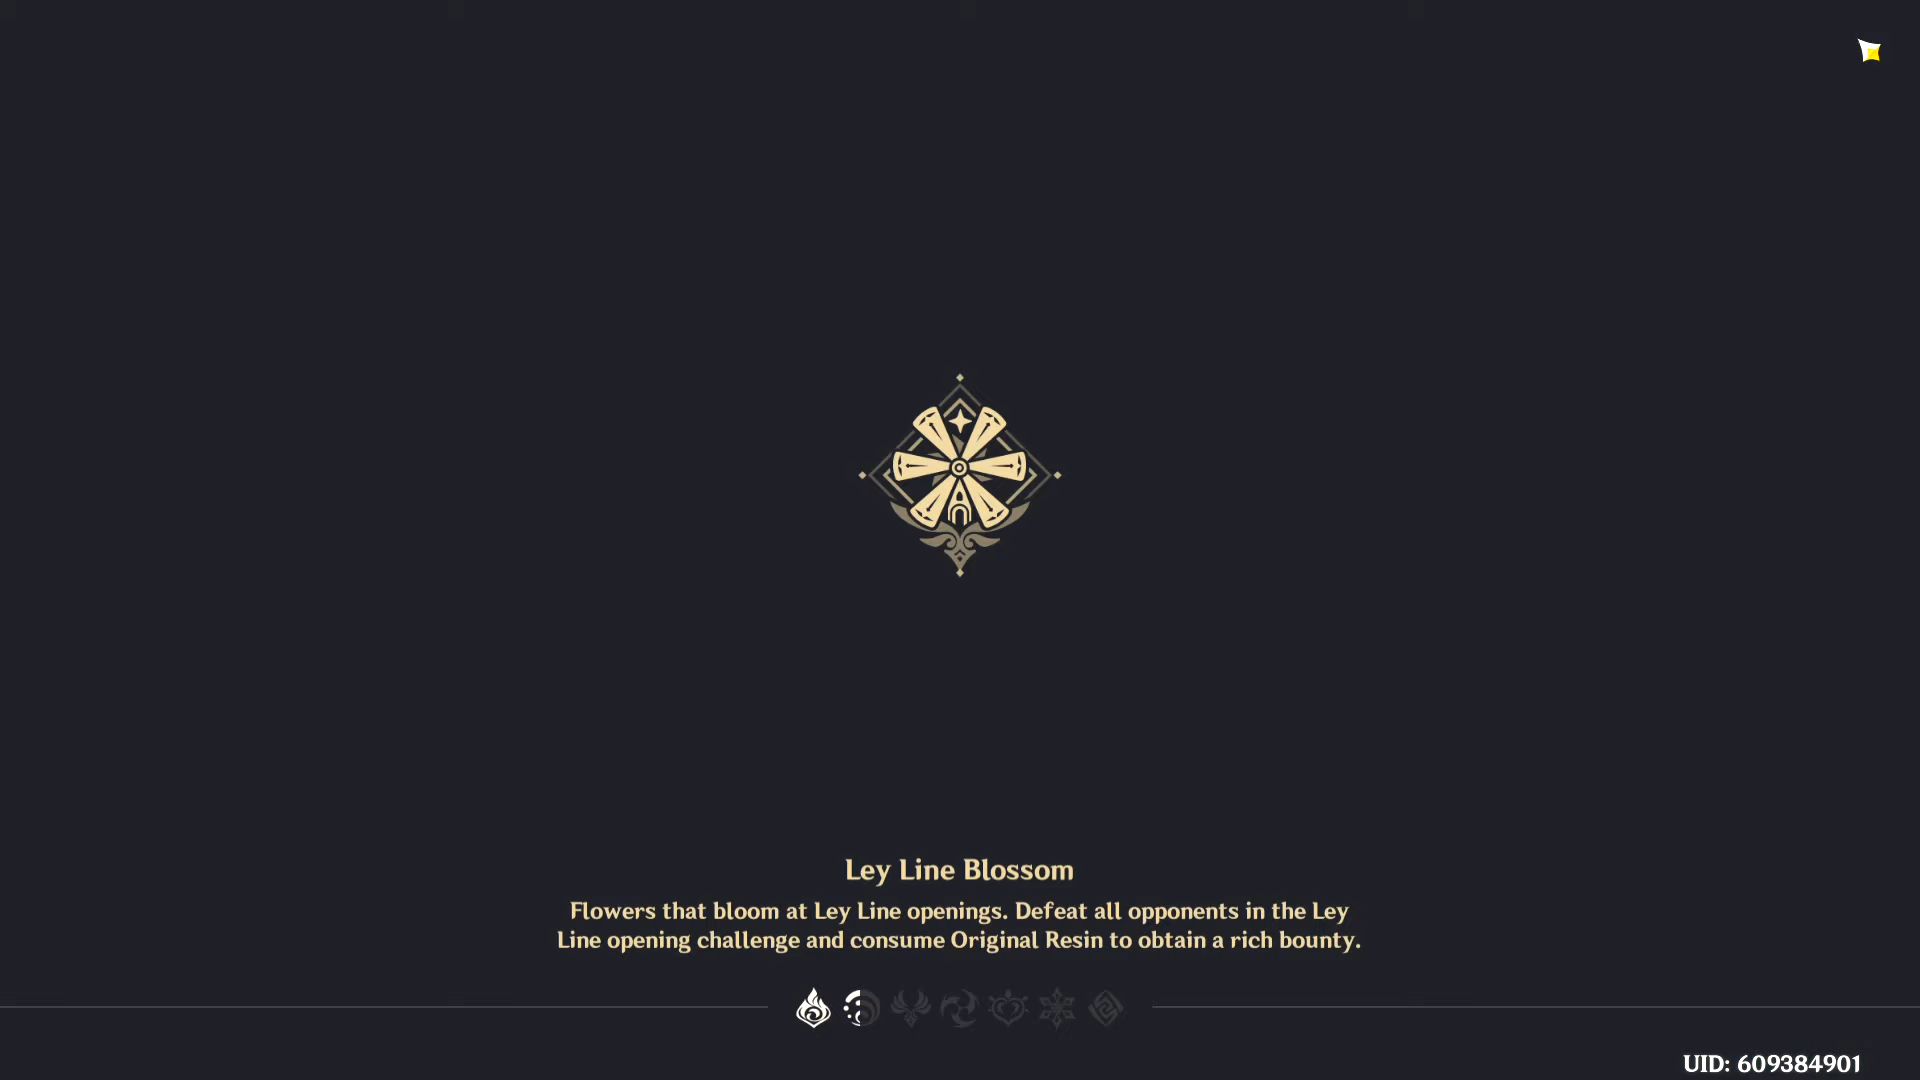 Ley Line Blossom
Flowers that bloom at Ley Line openings. Defeat all opponents in the Ley
Line opening challenge and consume Original Resin to obtain a rich bounty.
UID: 609384901